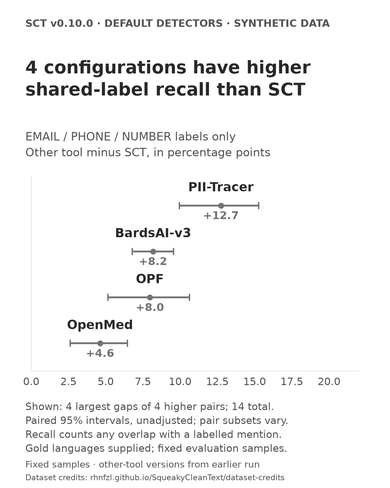 SCT v0.10.0 · DEFAULT DETECTORS · SYNTHETIC DATA
4 configurations have higher
shared-label recall than SCT
EMAIL / PHONE / NUMBER labels only
Other tool minus SCT, in percentage points
PII-Tracer
+12.7
BardsAI-v3
+8.2
OPF
+8.0
OpenMed
+4.6
0.0 2.5 5.0 7.5 10.0 12.5 15.0 17.5 20.0
Shown: 4 largest gaps of 4 higher pairs; 14 total.
Paired 95% intervals, unadjusted; pair subsets vary.
Recall counts any overlap with a labelled mention.
Gold languages supplied; fixed evaluation samples.
Fixed samples · other-tool versions from earlier run
Dataset credits: rhnfzl.github.io/SqueakyCleanText/dataset-credits